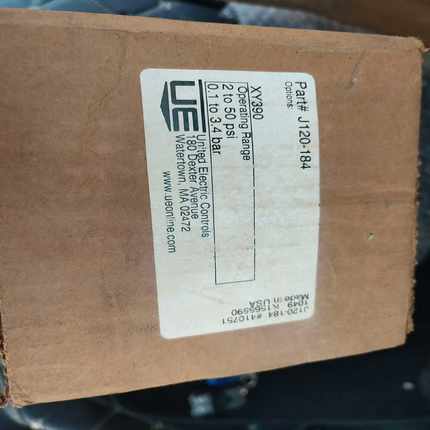 Part# J120-184
Options:
XY390
Operating Range
2 to 50 psi
0.1 to 3.4 bar
UE
United Electric Controls
180 Dexter Avenue
Watertown, MA 02472
www.ueonline.com
J120-184 #410751
1049 K1566590
Made in USA